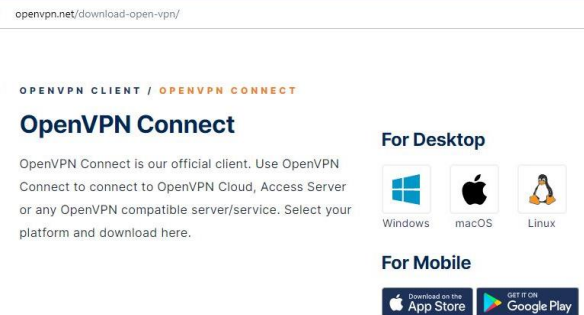 openvpn.net/download-open-vpn/
OPENVPN CLIENT / OPENVPN CONNECT
OpenVPN Connect
OpenVPN Connect is our official client. Use OpenVPN
Connect to connect to OpenVPN Cloud, Access Server
or any OpenVPN compatible server/service. Select your
platform and download here.
For Desktop
Windows macOS Linux
For Mobile
Download on the
App Store
GET IT ON
Google Play